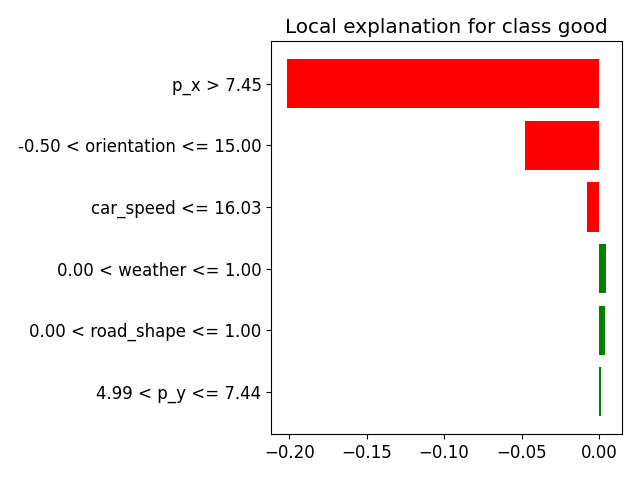 Local explanation for class good
p_x > 7.45
-0.50 < orientation <= 15.00
car_speed <= 16.03
0.00 < weather <= 1.00
0.00 < road_shape <= 1.00
4.99 < p_y <= 7.44
−0.20 −0.15 −0.10 −0.05 0.00